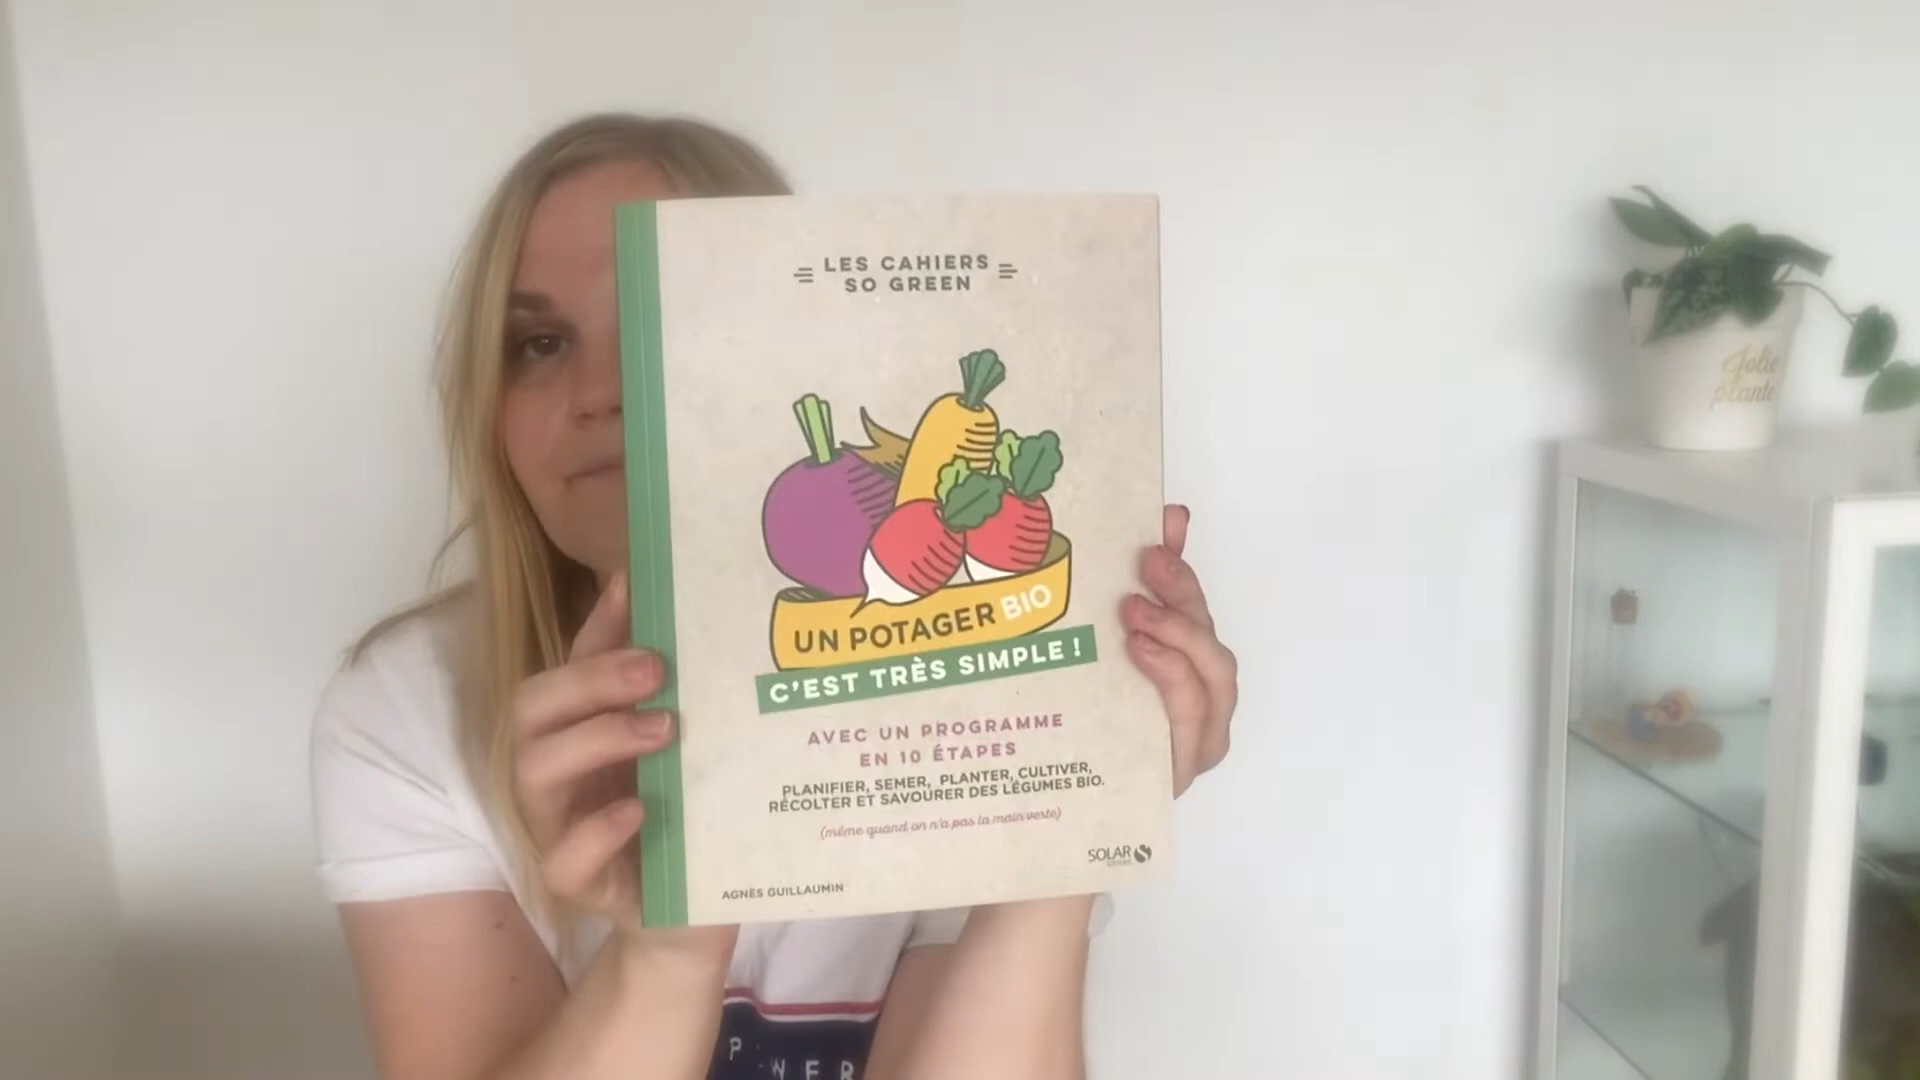 LES CAHIERS
SO GREEN
UN POTAGER BIO
C'EST TRÈS SIMPLE !
AVEC UN PROGRAMME
EN 10 ÉTAPES
PLANIFIER, SEMER, PLANTER, CULTIVER,
RÉCOLTER ET SAVOURER DES LÉGUMES BIO.
(même quand on n'a pas la main verte)
SOLAR
AGNÈS GUILLAUMIN
Jolie
plante